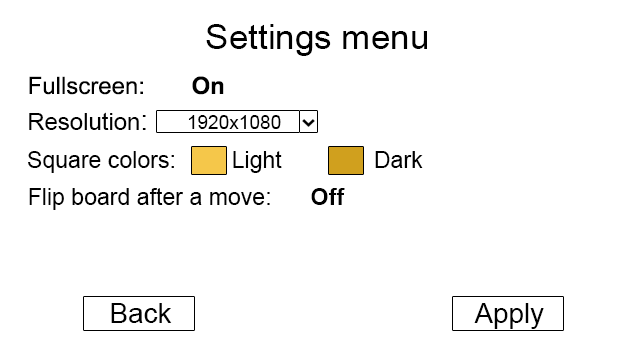 Settings menu
Fullscreen: On
Resolution: 1920x1080
Square colors: Light Dark
Flip board after a move: Off
Back Apply